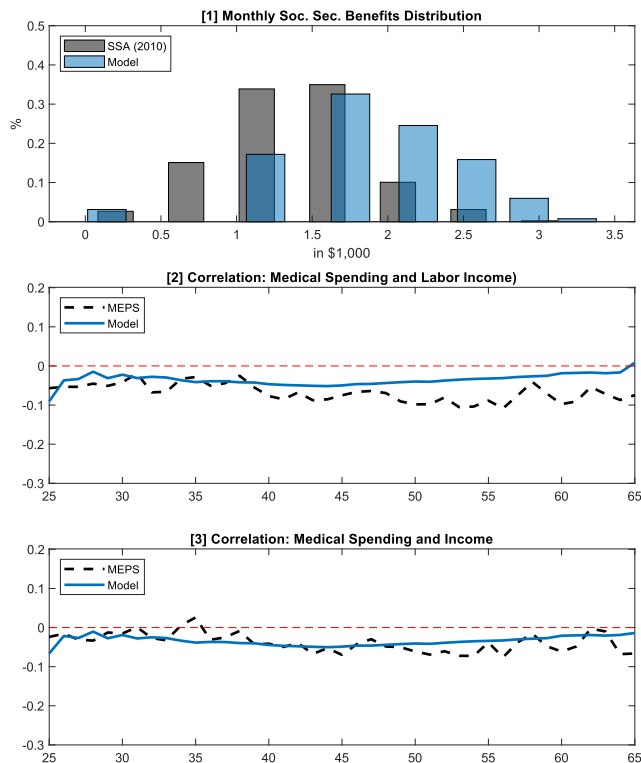 [1] Monthly Soc. Sec. Benefits Distribution
0.5
0.4
0.3
0.2
0.1
0
%
SSA (2010)
Model
0 0.5 1 1.5 2 2.5 3 3.5
in $1,000
[2] Correlation: Medical Spending and Labor Income)
0.2
0.1
0
-0.1
-0.2
-0.3
MEPS
Model
25 30 35 40 45 50 55 60 65
[3] Correlation: Medical Spending and Income
0.2
0.1
0
-0.1
-0.2
-0.3
MEPS
Model
25 30 35 40 45 50 55 60 65